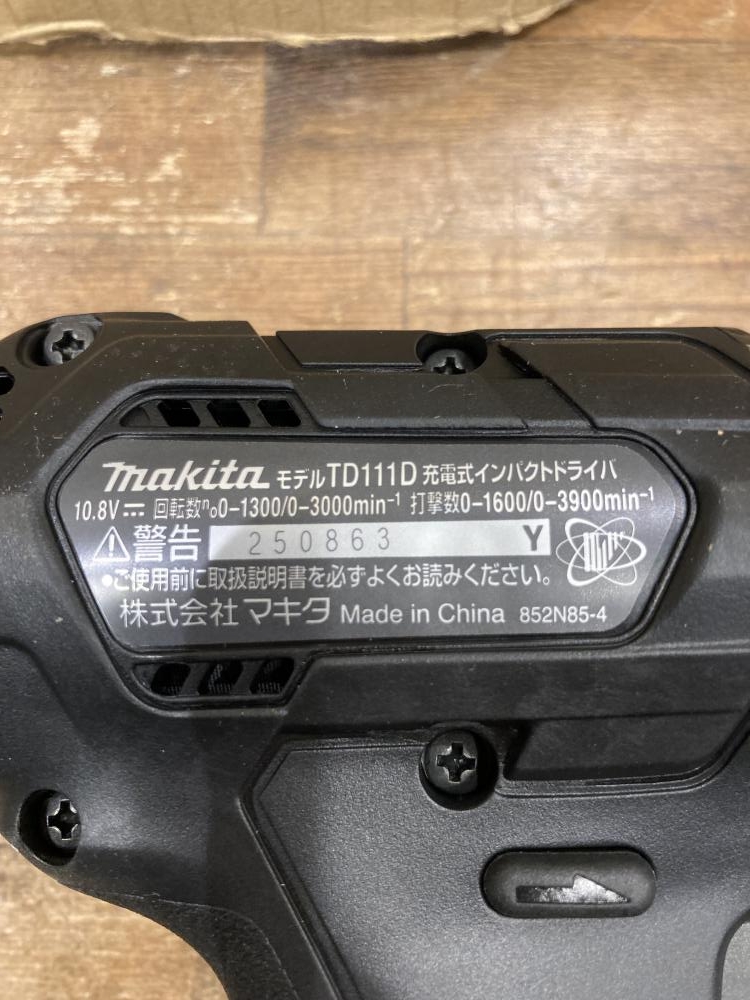 makita モデルTD111D 充電式インパクトドライバ
10.8V⎓ 回転数n₀0-1300/0-3000min⁻¹ 打撃数0-1600/0-3900min⁻¹
警告 250863 Y
●ご使用前に取扱説明書を必ずよくお読みください。
株式会社マキタ Made in China 852N85-4